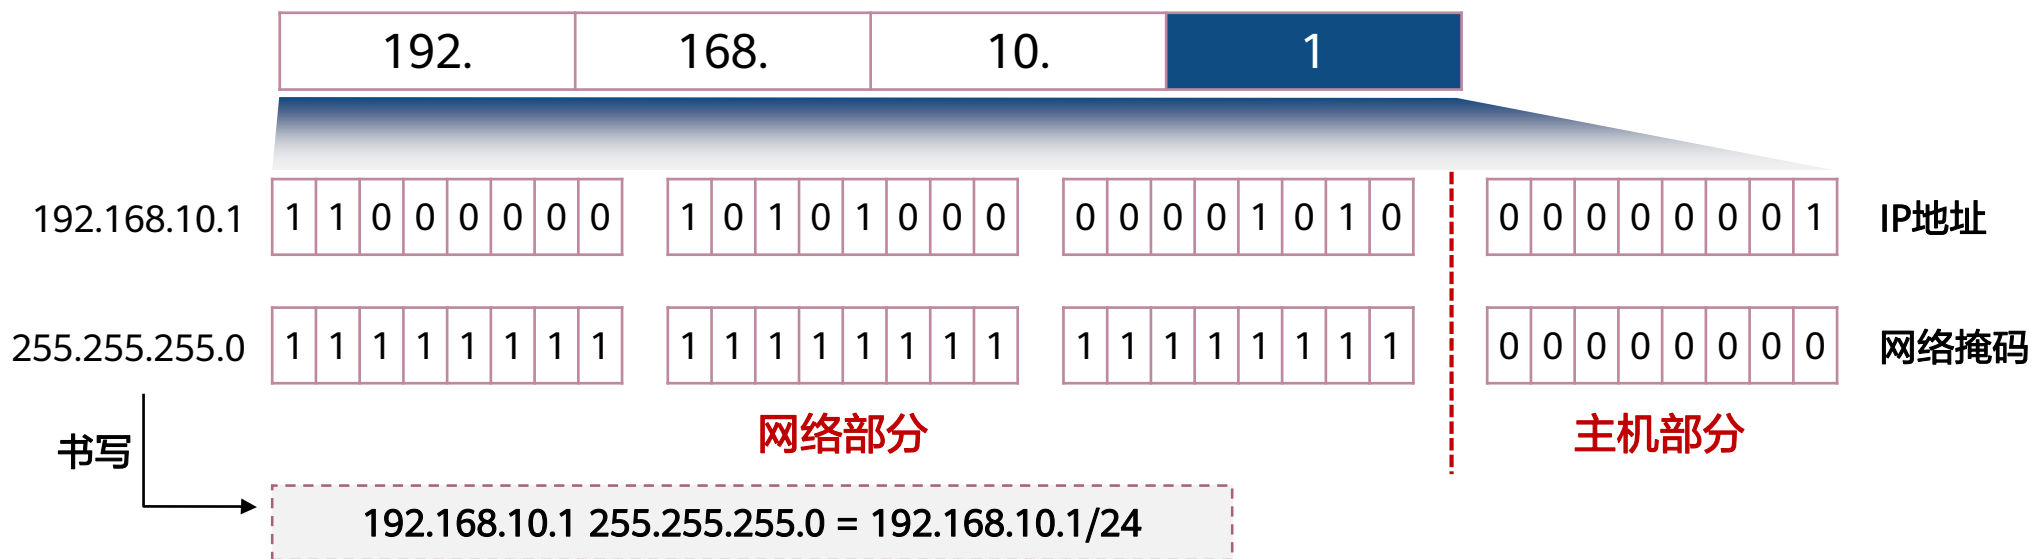 192. 168. 10. 1
192.168.10.1 1 1 0 0 0 0 0 0 1 0 1 0 1 0 0 0 0 0 0 0 1 0 1 0 0 0 0 0 0 0 0 1 IP地址
255.255.255.0 1 1 1 1 1 1 1 1 1 1 1 1 1 1 1 1 1 1 1 1 1 1 1 1 0 0 0 0 0 0 0 0 网络掩码
网络部分 主机部分
书写
192.168.10.1 255.255.255.0 = 192.168.10.1/24